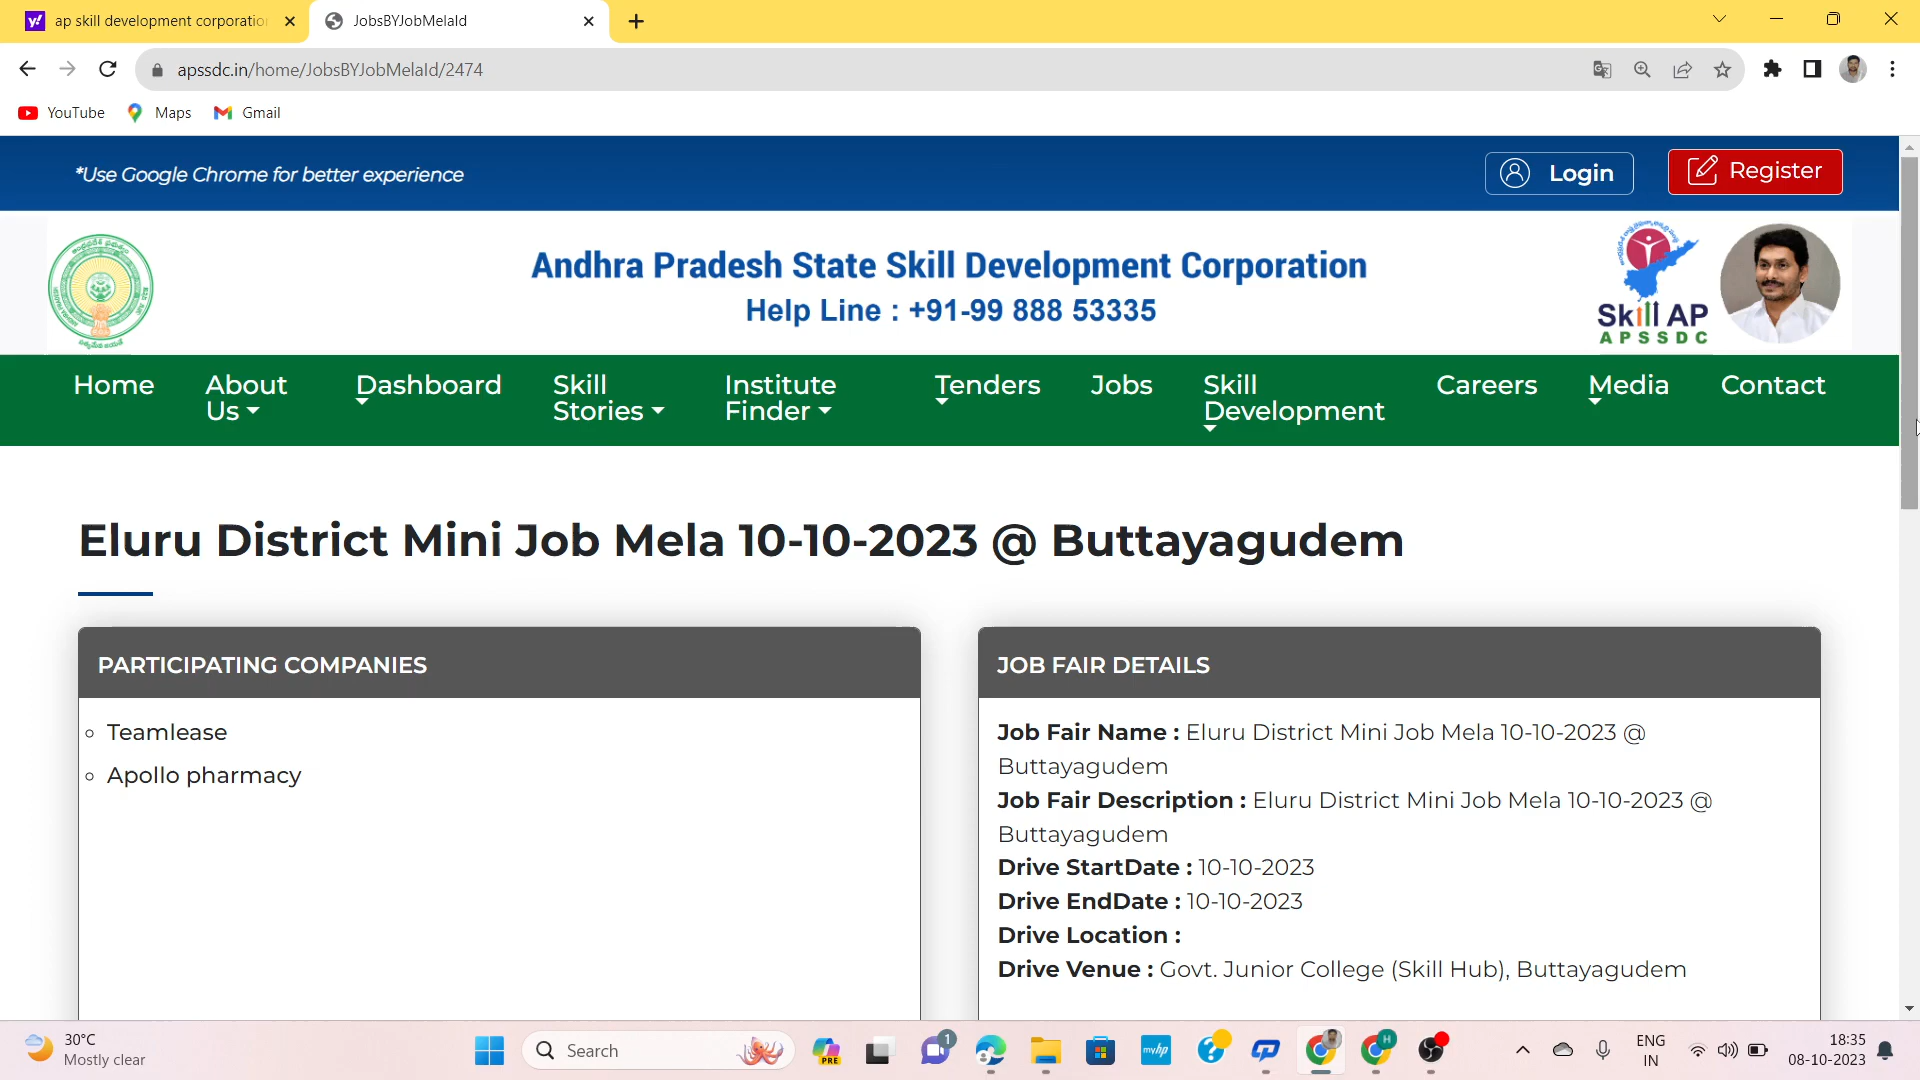 ap skill development corporatio
JobsBYJobMelaId
apssdc.in/home/JobsBYJobMelaId/2474
YouTube
Maps
Gmail
*Use Google Chrome for better experience
Login
Register
Andhra Pradesh State Skill Development Corporation
Help Line : +91-99 888 53335
Skill AP
APSSDC
Home
About
Us
Dashboard
Skill
Stories
Institute
Finder
Tenders
Jobs
Skill
Development
Careers
Media
Contact
Eluru District Mini Job Mela 10-10-2023 @ Buttayagudem
PARTICIPATING COMPANIES
Teamlease
Apollo pharmacy
JOB FAIR DETAILS
Job Fair Name : Eluru District Mini Job Mela 10-10-2023 @
Buttayagudem
Job Fair Description : Eluru District Mini Job Mela 10-10-2023 @
Buttayagudem
Drive StartDate : 10-10-2023
Drive EndDate : 10-10-2023
Drive Location :
Drive Venue : Govt. Junior College (Skill Hub), Buttayagudem
30°C
Mostly clear
Search
PRE
1
myhp
H
ENG
IN
18:35
08-10-2023